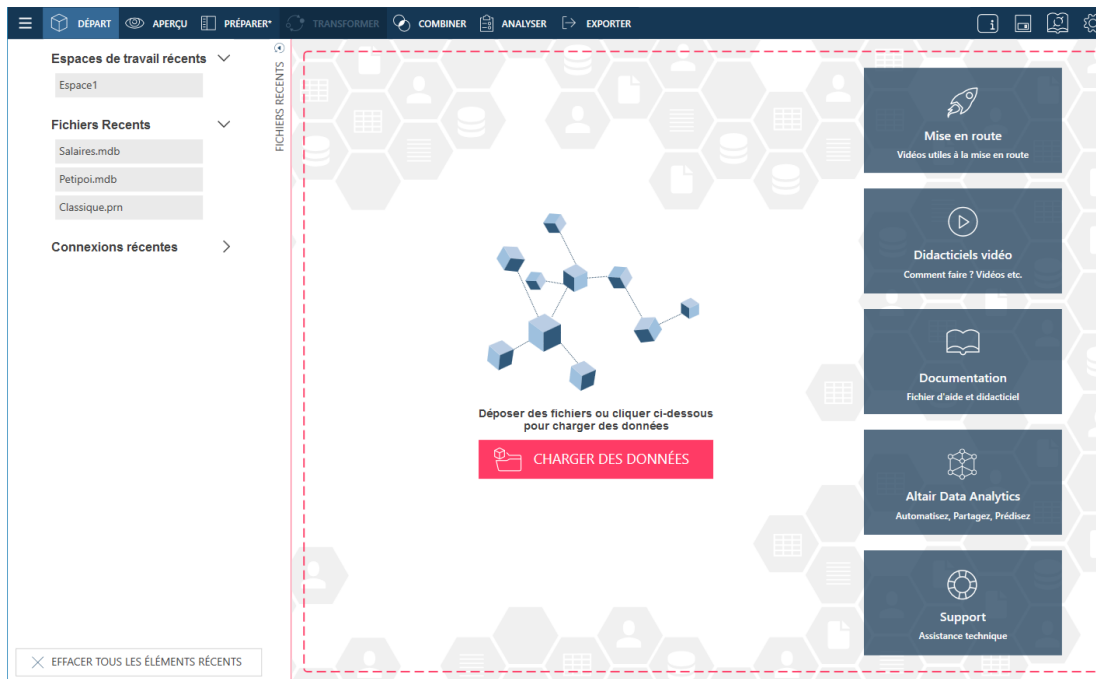 DÉPART
APERÇU
PRÉPARER*
TRANSFORMER
COMBINER
ANALYSER
EXPORTER
Espaces de travail récents
Espace1
Fichiers Recents
Salaires.mdb
Petipoi.mdb
Classique.prn
Connexions récentes
EFFACER TOUS LES ÉLÉMENTS RÉCENTS
FICHIERS RECENTS
Déposer des fichiers ou cliquer ci-dessous
pour charger des données
CHARGER DES DONNÉES
Mise en route
Vidéos utiles à la mise en route
Didacticiels vidéo
Comment faire ? Vidéos etc.
Documentation
Fichier d'aide et didacticiel
Altair Data Analytics
Automatisez, Partagez, Prédisez
Support
Assistance technique